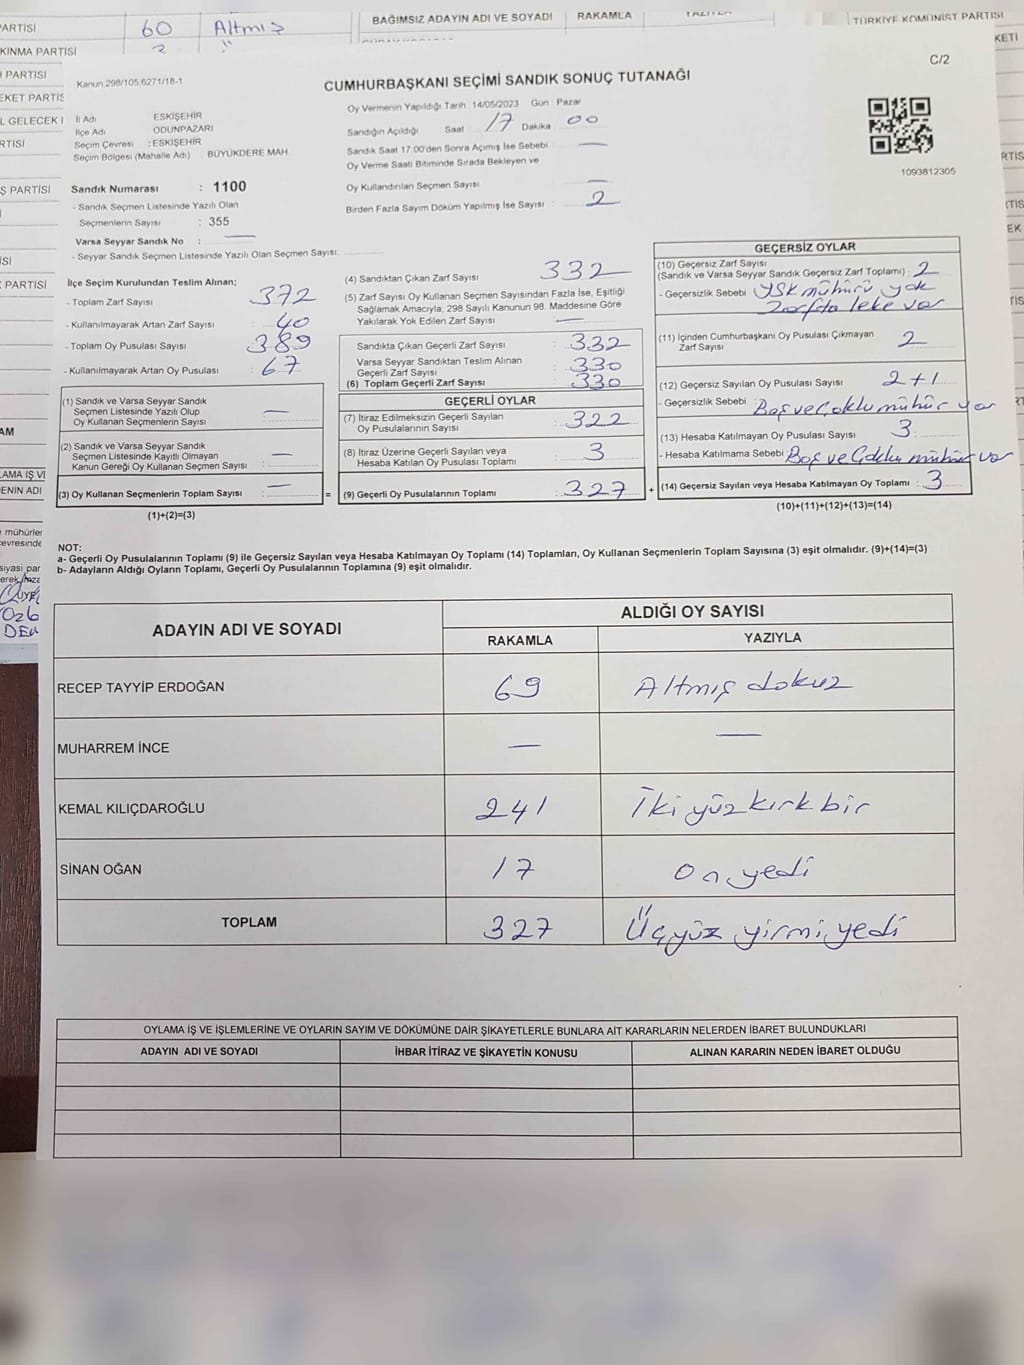 PARTİSİ 60 Altmış
KINMA PARTİSİ 2 "
PARTİSİ
EKET PARTİS
L GELECEK
RTİSİ
Ş PARTİSİ
İSİ
PARTİSİ
BAĞIMSIZ ADAYIN ADI VE SOYADI RAKAMLA YAZIYLA
TÜRKİYE KOMÜNİST PARTİSİ
KETİ
C/2
Kanun 298/105,6271/18-1
CUMHURBAŞKANI SEÇİMİ SANDIK SONUÇ TUTANAĞI
1093812305
İl Adı ESKİŞEHİR
İlçe Adı ODUNPAZARI
Seçim Çevresi : ESKİŞEHİR
Seçim Bölgesi (Mahalle Adı) BÜYÜKDERE MAH.
Sandık Numarası : 1100
- Sandık Seçmen Listesinde Yazılı Olan
Seçmenlerin Sayısı : 355
Varsa Seyyar Sandık No : —
- Seyyar Sandık Seçmen Listesinde Yazılı Olan Seçmen Sayısı:
Oy Vermenin Yapıldığı Tarih 14/05/2023 Gün Pazar
Sandığın Açıldığı Saat 17 Dakika 00
Sandık Saat 17.00'den Sonra Açımış İse Sebebi —
Oy Verme Saati Bitiminde Sırada Bekleyen ve
Oy Kullandırılan Seçmen Sayısı —
Birden Fazla Sayım Döküm Yapılmış İse Sayısı : 2
İlçe Seçim Kurulundan Teslim Alınan;
- Toplam Zarf Sayısı : 372
- Kullanılmayarak Artan Zarf Sayısı : 40
- Toplam Oy Pusulası Sayısı : 389
- Kullanılmayarak Artan Oy Pusulası : 67
(1) Sandık ve Varsa Seyyar Sandık
Seçmen Listesinde Yazılı Olup
Oy Kullanan Seçmenlerin Sayısı : —
(2) Sandık ve Varsa Seyyar Sandık
Seçmen Listesinde Kayıtlı Olmayan
Kanun Gereği Oy Kullanan Seçmen Sayısı : —
(3) Oy Kullanan Seçmenlerin Toplam Sayısı : —
(1)+(2)=(3)
=
(4) Sandıktan Çıkan Zarf Sayısı : 332
(5) Zarf Sayısı Oy Kullanan Seçmen Sayısından Fazla İse, Eşitliği
Sağlamak Amacıyla, 298 Sayılı Kanunun 98. Maddesine Göre
Yakılarak Yok Edilen Zarf Sayısı : —
Sandıkta Çıkan Geçerli Zarf Sayısı : 332
Varsa Seyyar Sandıktan Teslim Alınan
Geçerli Zarf Sayısı : 330
(6) Toplam Geçerli Zarf Sayısı : 330
GEÇERLİ OYLAR
(7) İtiraz Edilmeksizin Geçerli Sayılan
Oy Pusulalarının Sayısı : 322
(8) İtiraz Üzerine Geçerli Sayılan veya
Hesaba Katılan Oy Pusulaları Toplamı : 3
(9) Geçerli Oy Pusulalarının Toplamı : 327
+
GEÇERSİZ OYLAR
(10) Geçersiz Zarf Sayısı
(Sandık ve Varsa Seyyar Sandık Geçersiz Zarf Toplamı) : 2
- Geçersizlik Sebebi : YSK mühürü yok
Zarfta leke var
(11) İçinden Cumhurbaşkanı Oy Pusulası Çıkmayan
Zarf Sayısı 2
(12) Geçersiz Sayılan Oy Pusulası Sayısı 2+1
- Geçersizlik Sebebi : Boş ve Çoklu mühür var
(13) Hesaba Katılmayan Oy Pusulası Sayısı 3
- Hesaba Katılmama Sebebi : Boş ve Çoklu mühür var
(14) Geçersiz Sayılan veya Hesaba Katılmayan Oy Toplamı : 3
(10)+(11)+(12)+(13)=(14)
NOT:
a- Geçerli Oy Pusulalarının Toplamı (9) ile Geçersiz Sayılan veya Hesaba Katılmayan Oy Toplamı (14) Toplamları, Oy Kullanan Seçmenlerin Toplam Sayısına (3) eşit olmalıdır. (9)+(14)=(3)
b- Adayların Aldığı Oyların Toplamı, Geçerli Oy Pusulalarının Toplamına (9) eşit olmalıdır.
ADAYIN ADI VE SOYADI ALDIĞI OY SAYISI
RAKAMLA YAZIYLA
RECEP TAYYİP ERDOĞAN 69 Altmış dokuz
MUHARREM İNCE — —
KEMAL KILIÇDAROĞLU 241 İki yüz kırk bir
SİNAN OĞAN 17 On yedi
TOPLAM 327 Üçyüz yirmi yedi
OYLAMA İŞ VE İŞLEMLERİNE VE OYLARIN SAYIM VE DÖKÜMÜNE DAİR ŞİKAYETLERLE BUNLARA AİT KARARLARIN NELERDEN İBARET BULUNDUKLARI
ADAYIN ADI VE SOYADI İHBAR İTİRAZ VE ŞİKAYETİN KONUSU ALINAN KARARIN NEDEN İBARET OLDUĞU